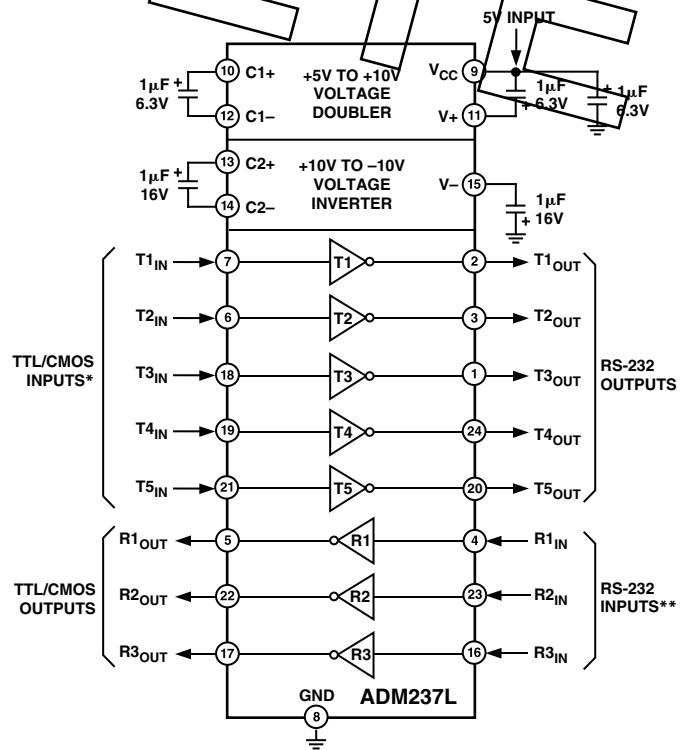 5V INPUT
10 C1+ +5V TO +10V VCC 9
1µF + 6.3V
VOLTAGE
DOUBLER
12 C1– V+ 11
1µF
+ 6.3V
+ 1µF
6.3V
13 C2+ +10V TO –10V
1µF + 16V
VOLTAGE
INVERTER
14 C2– V– 15
1µF
+ 16V
T1IN 7 T1 2 T1OUT
T2IN 6 T2 3 T2OUT
TTL/CMOS
INPUTS*
T3IN 18 T3 1 T3OUT
RS-232
OUTPUTS
T4IN 19 T4 24 T4OUT
T5IN 21 T5 20 T5OUT
R1OUT 5 R1 4 R1IN
TTL/CMOS
OUTPUTS
R2OUT 22 R2 23 R2IN
RS-232
INPUTS**
R3OUT 17 R3 16 R3IN
GND ADM237L
8